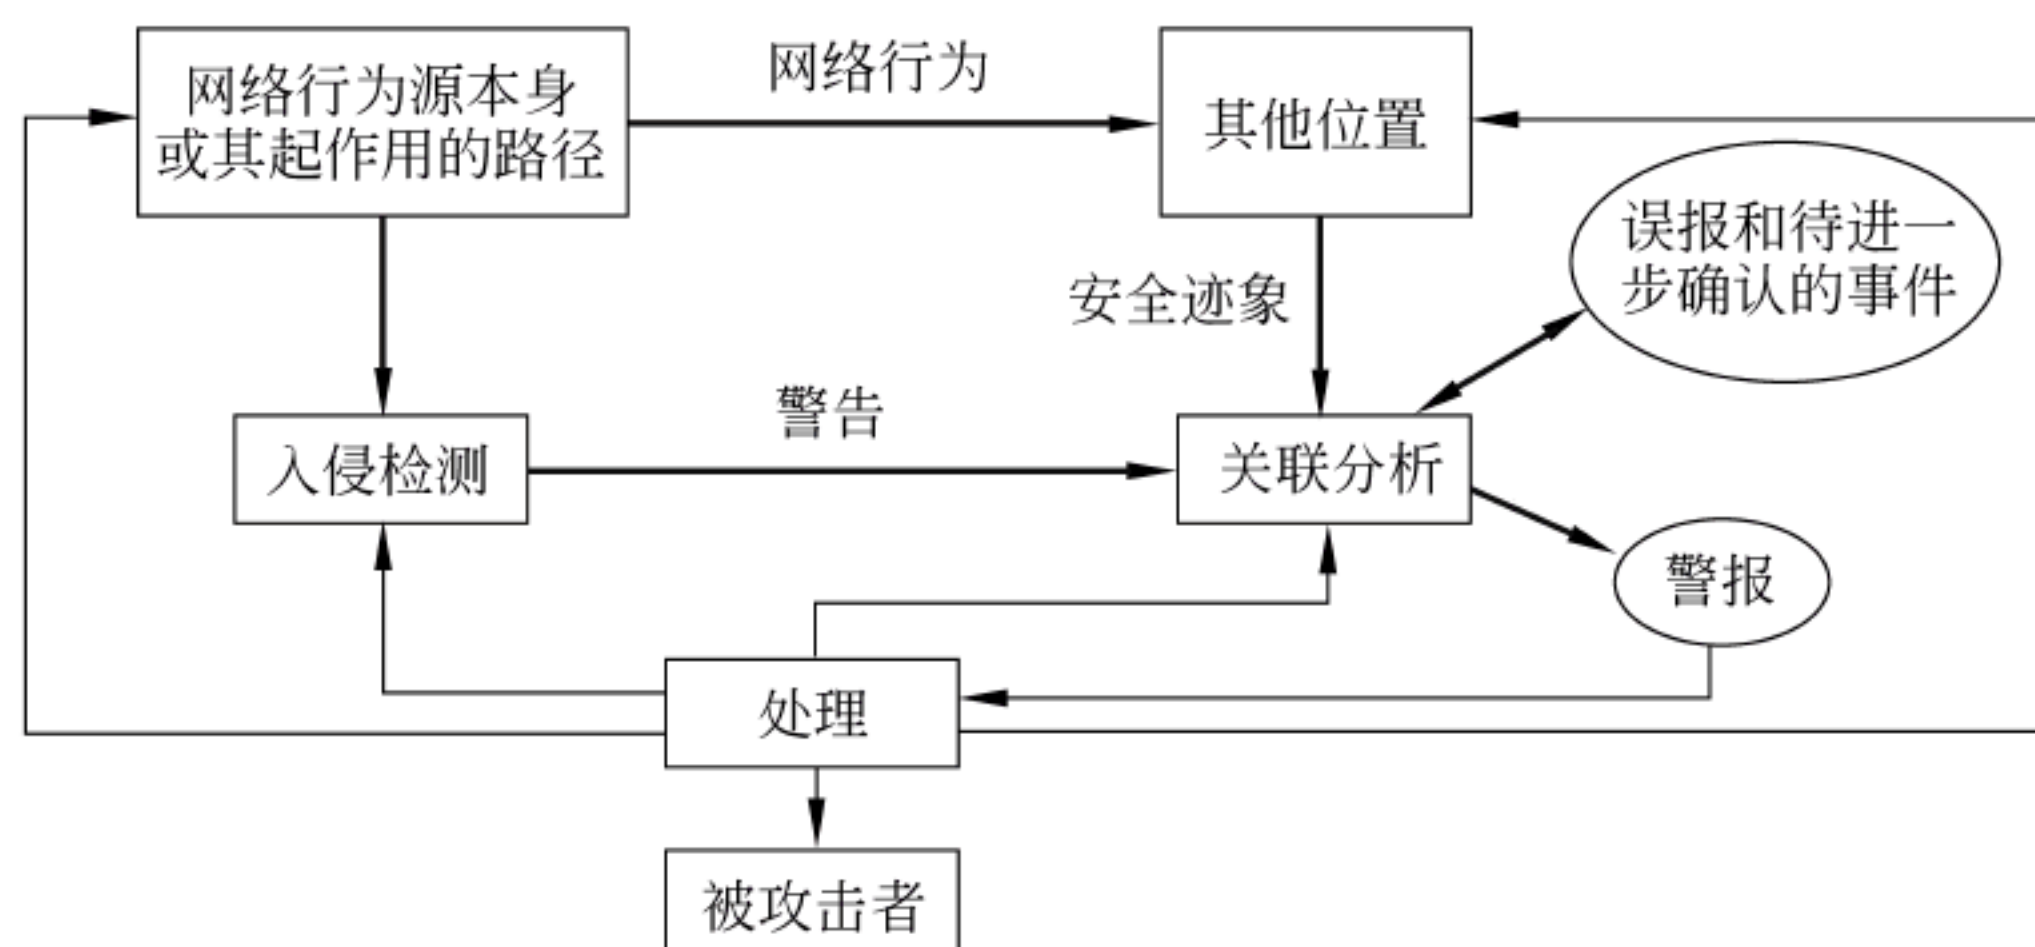 网络行为源本身
或其起作用的路径
网络行为
其他位置
误报和待进一
步确认的事件
安全迹象
警告
入侵检测
关联分析
警报
处理
被攻击者